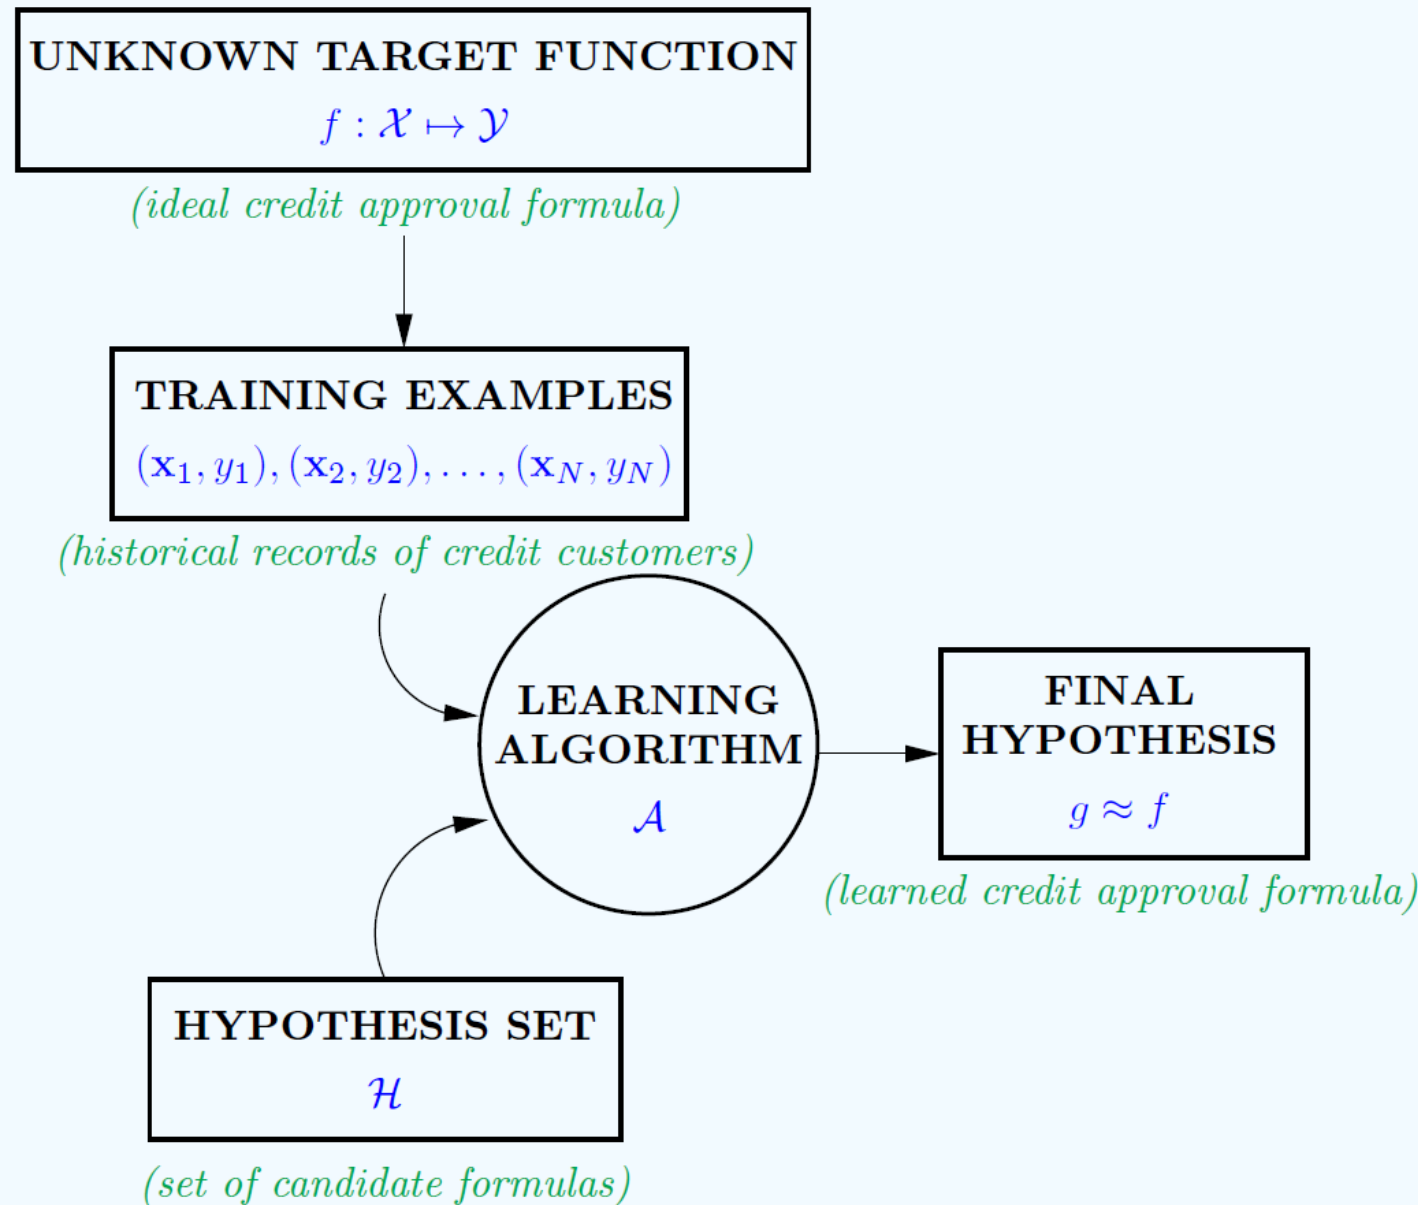 UNKNOWN TARGET FUNCTION
f : 𝒳 ↦ 𝒴
(ideal credit approval formula)
TRAINING EXAMPLES
(𝐱₁, y₁), (𝐱₂, y₂), . . . , (𝐱_N, y_N)
(historical records of credit customers)
LEARNING
ALGORITHM
𝒜
FINAL
HYPOTHESIS
g ≈ f
(learned credit approval formula)
HYPOTHESIS SET
ℋ
(set of candidate formulas)